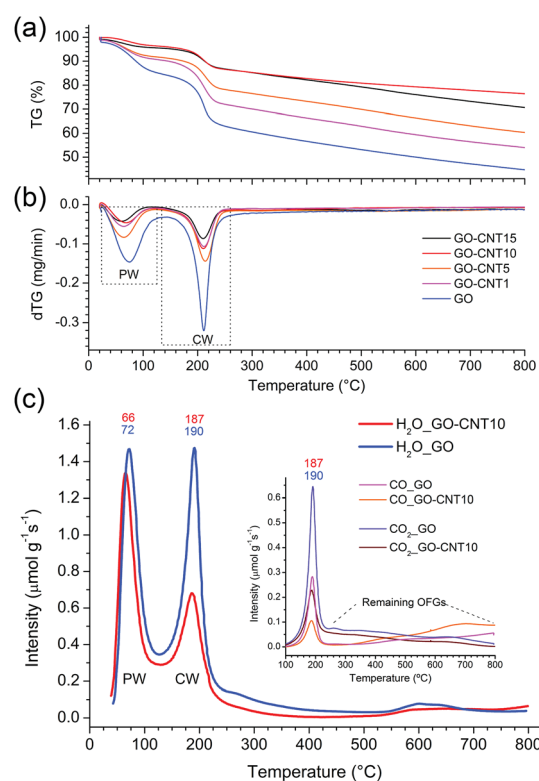 (a)
100
90
80
70
60
50
TG (%)
(b)
0.0
-0.1
-0.2
-0.3
dTG (mg/min)
PW
CW
GO-CNT15
GO-CNT10
GO-CNT5
GO-CNT1
GO
0 100 200 300 400 500 600 700 800
Temperature (°C)
(c)
1.6
1.4
1.2
1.0
0.8
0.6
0.4
0.2
0.0
Intensity (μmol g⁻¹s⁻¹)
66
72
187
190
PW
CW
H₂O_GO-CNT10
H₂O_GO
CO_GO
CO_GO-CNT10
CO₂_GO
CO₂_GO-CNT10
187
190
0.6
0.5
0.4
0.3
0.2
0.1
0.0
Intensity (μmol g⁻¹s⁻¹)
Remaining OFGs
100 200 300 400 500 600 700 800
Temperature (ºC)
0 100 200 300 400 500 600 700 800
Temperature (°C)